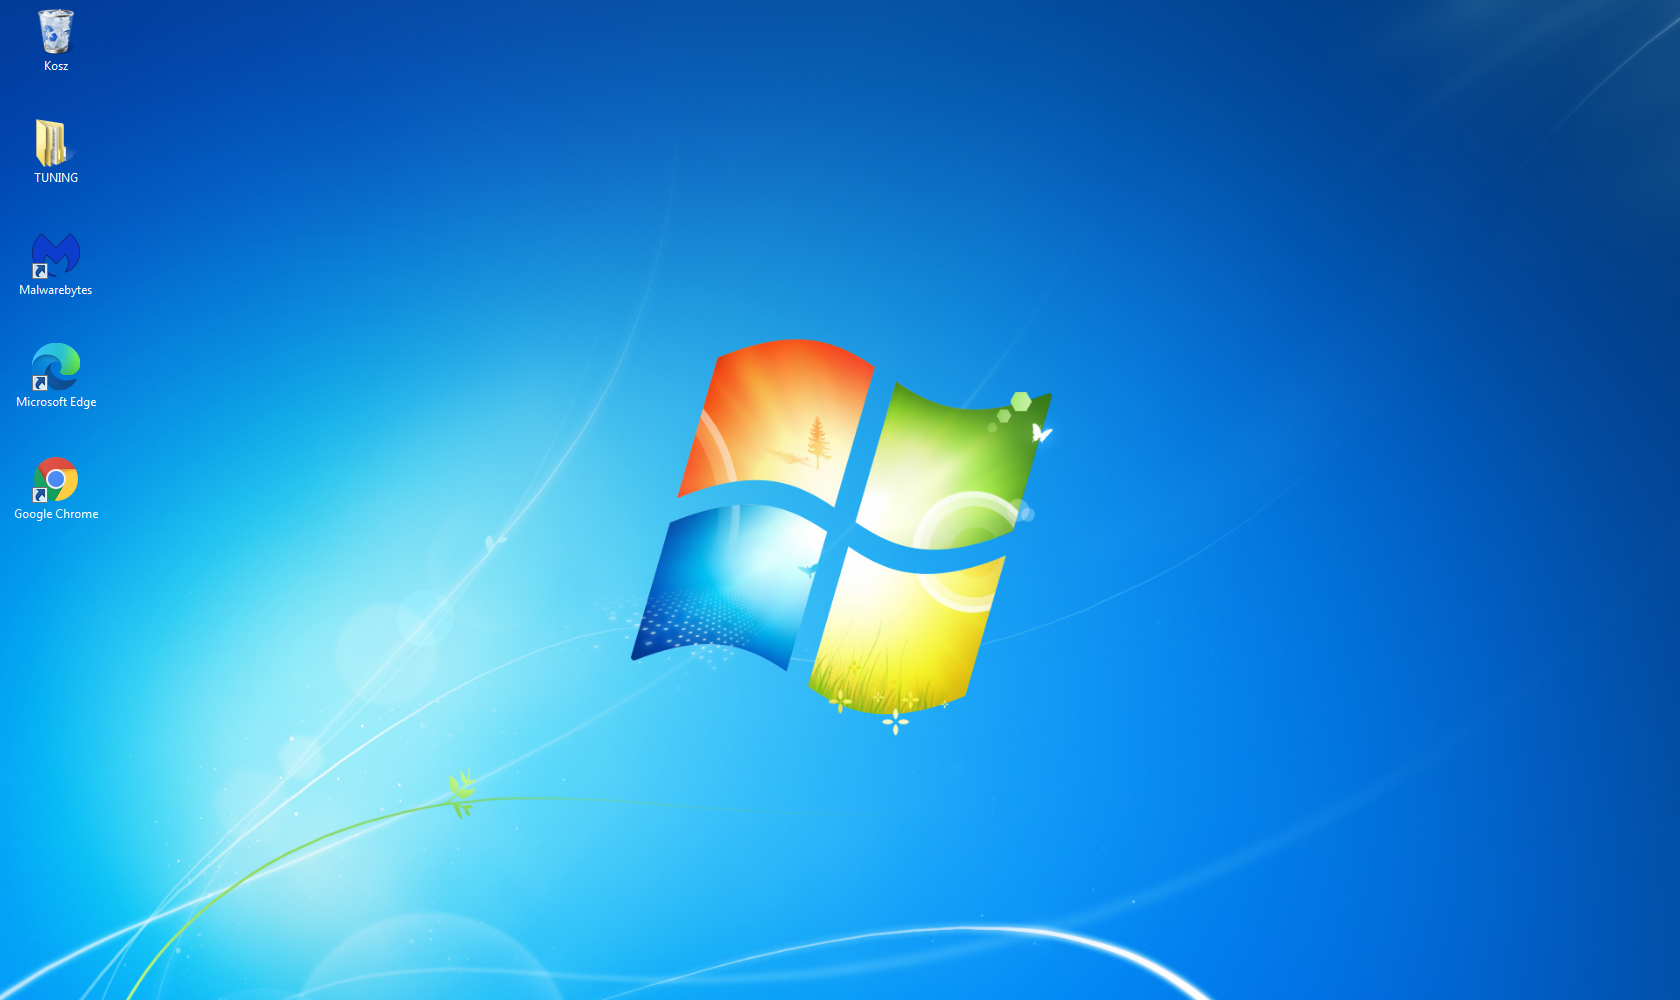 Kosz
TUNING
Malwarebytes
Microsoft Edge
Google Chrome